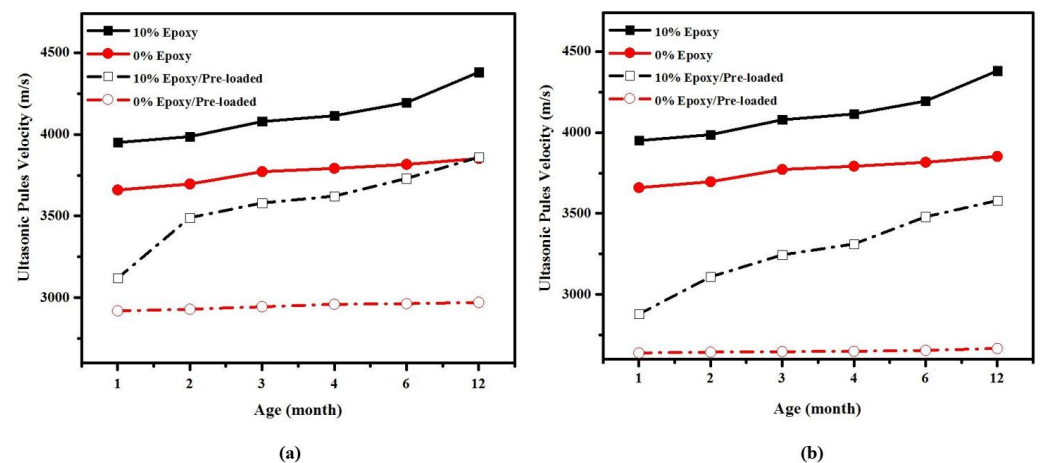 10% Epoxy
0% Epoxy
10% Epoxy/Pre-loaded
0% Epoxy/Pre-loaded
4500
4000
3500
3000
Ultasonic Pules Velocity (m/s)
1 2 3 4 6 12
Age (month)
(a)
10% Epoxy
0% Epoxy
10% Epoxy/Pre-loaded
0% Epoxy/Pre-loaded
4500
4000
3500
3000
Ultasonic Pules Velocity (m/s)
1 2 3 4 6 12
Age (month)
(b)